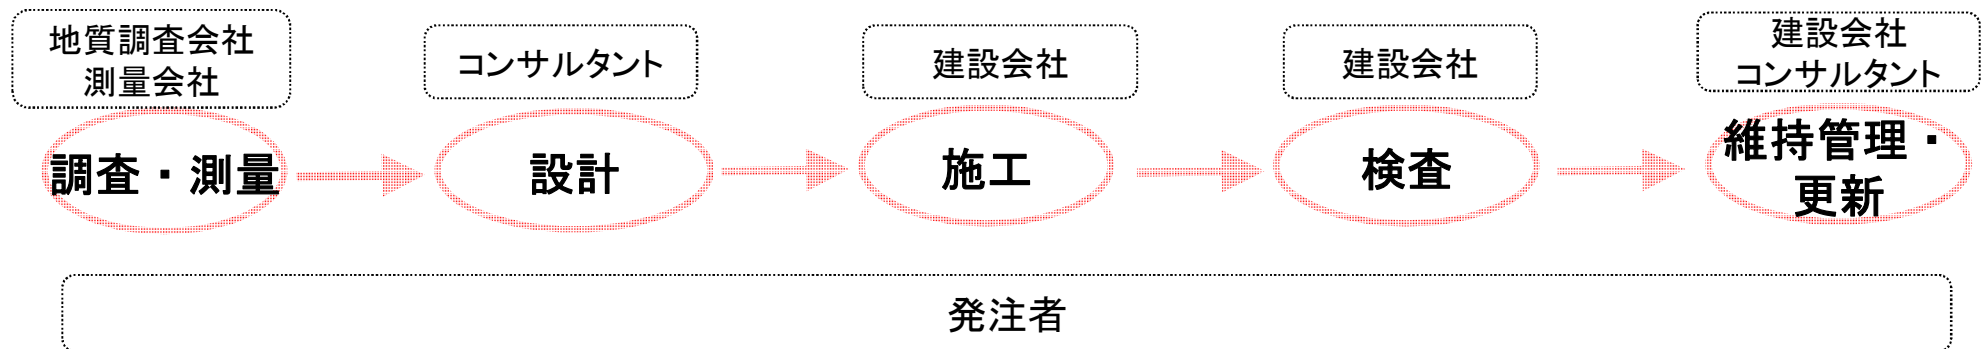 地質調査会社
測量会社
コンサルタント
建設会社
建設会社
建設会社
コンサルタント
調査・測量
設計
施工
検査
維持管理・
更新
発注者